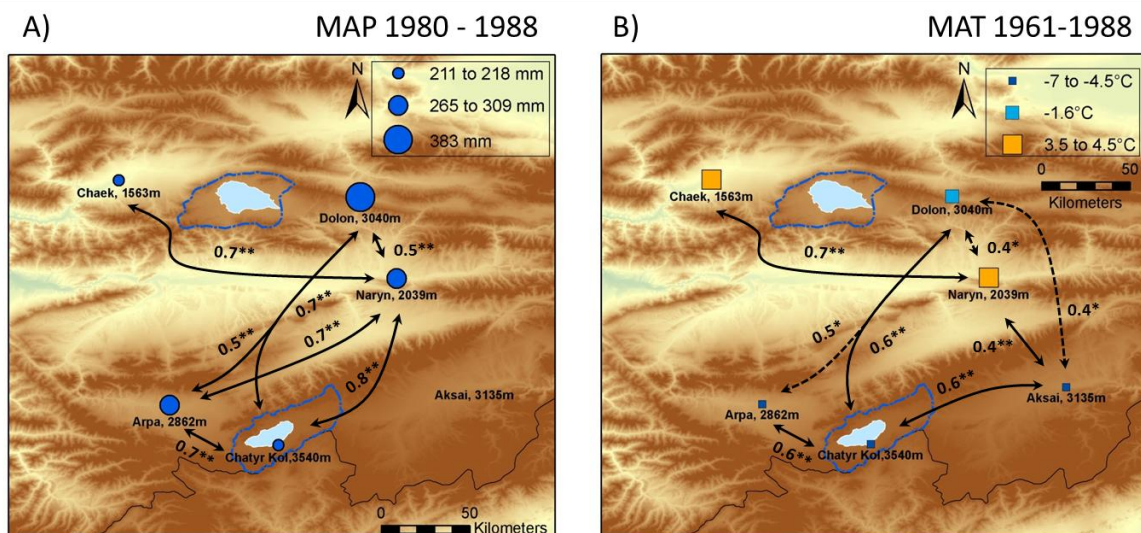 A)
MAP 1980 - 1988
N
211 to 218 mm
265 to 309 mm
383 mm
Chaek, 1563m
Dolon, 3040m
0.7**
0.5**
Naryn, 2039m
0.7**
0.5**
0.7**
0.8**
Aksai, 3135m
Arpa, 2862m
0.7**
Chatyr Kol,3540m
0 50
Kilometers
B)
MAT 1961-1988
N
-7 to -4.5°C
-1.6°C
3.5 to 4.5°C
0 50
Kilometers
Chaek, 1563m
Dolon, 3040m
0.7**
0.4*
Naryn, 2039m
0.4*
0.5*
0.6**
0.4**
0.6**
Aksai, 3135m
Arpa, 2862m
0.6**
Chatyr Kol,3540m